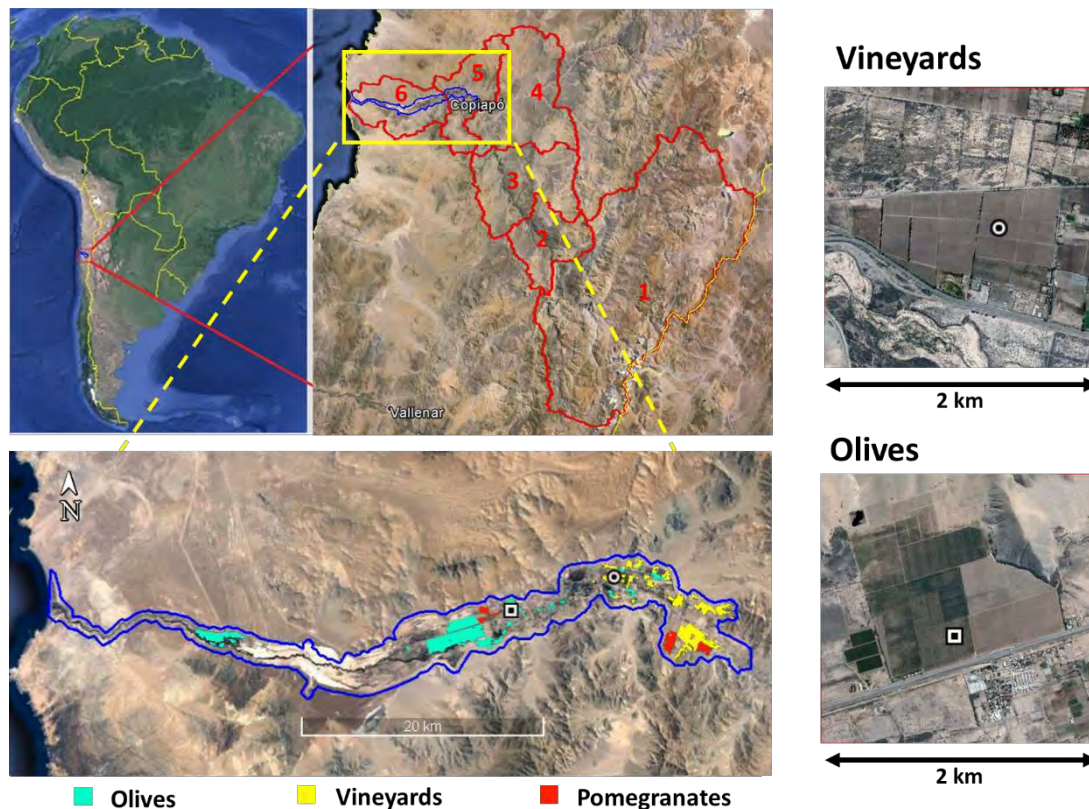 Vineyards
5
6
4
Copiapó
3
2
1
Vallenar
2 km
Olives
N
20 km
2 km
Olives
Vineyards
Pomegranates